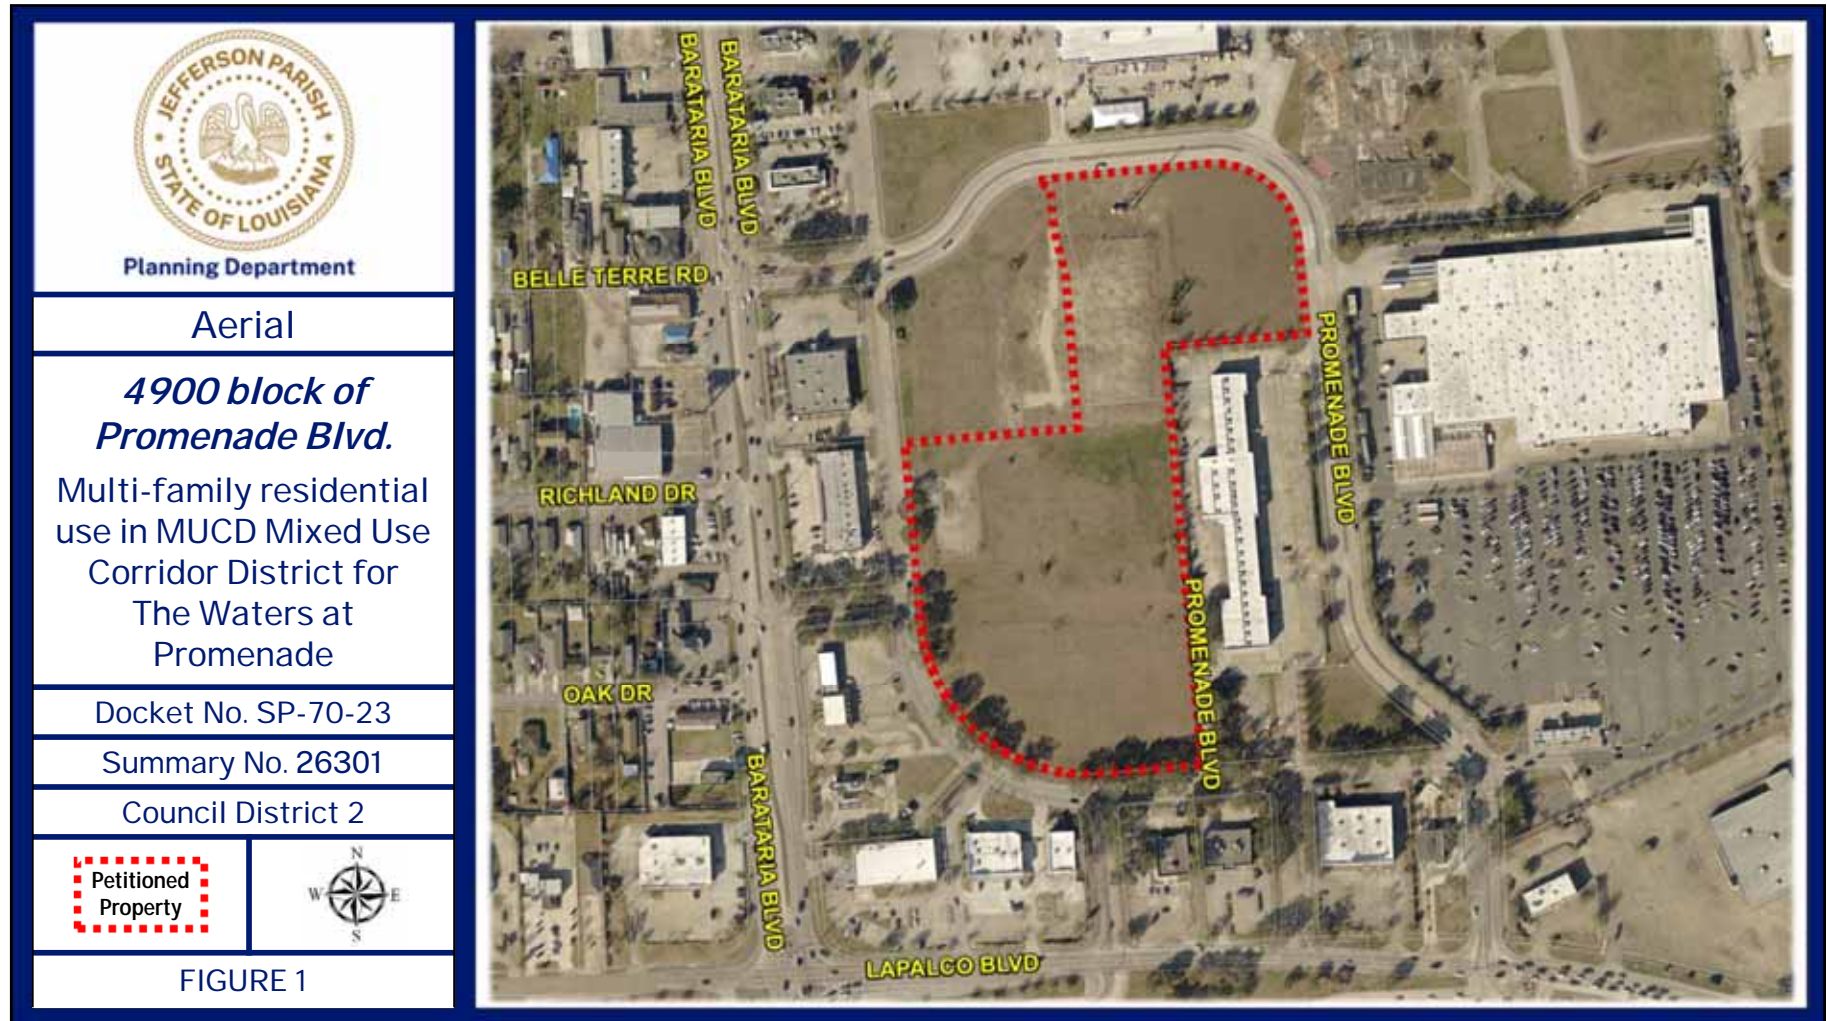 JEFFERSON PARISH
STATE OF LOUISIANA
Planning Department
Aerial
4900 block of
Promenade Blvd.
Multi-family residential
use in MUCD Mixed Use
Corridor District for
The Waters at
Promenade
Docket No. SP-70-23
Summary No. 26301
Council District 2
Petitioned
Property
N
W
E
S
FIGURE 1
BARATARIA BLVD
BARATARIA BLVD
BELLE TERRE RD
PROMENADE BLVD
RICHLAND DR
PROMENADE BLVD
OAK DR
BARATARIA BLVD
LAPALCO BLVD